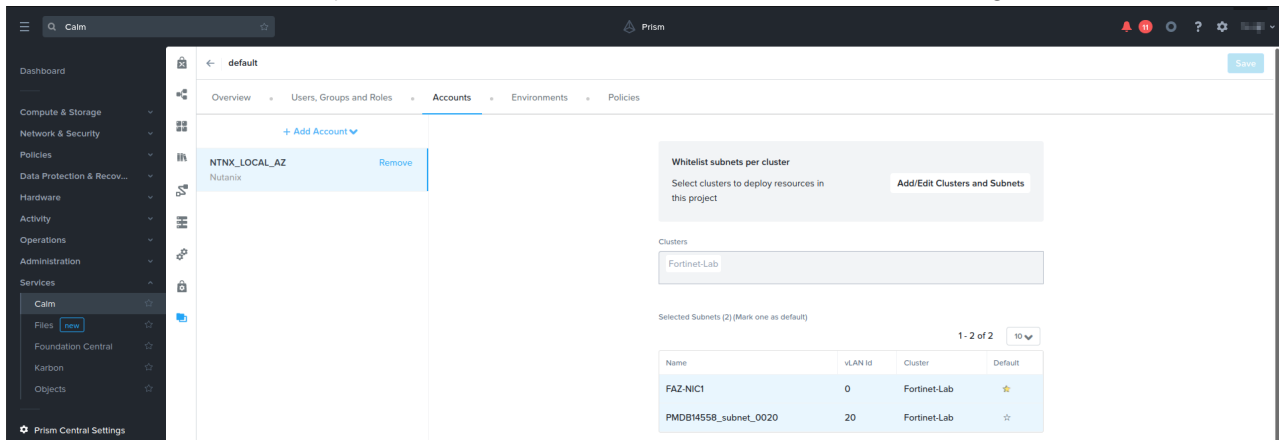 Calm
Prism
11
?
Dashboard
Compute & Storage
Network & Security
Policies
Data Protection & Recov...
Hardware
Activity
Operations
Administration
Services
Calm
Files new
Foundation Central
Karbon
Objects
Prism Central Settings
default
Save
Overview
Users, Groups and Roles
Accounts
Environments
Policies
+ Add Account
NTNX_LOCAL_AZ Remove
Nutanix
Whitelist subnets per cluster
Select clusters to deploy resources in
this project
Add/Edit Clusters and Subnets
Clusters
Fortinet-Lab
Selected Subnets (2) (Mark one as default)
1 - 2 of 2 10
Name vLAN Id Cluster Default
FAZ-NIC1 0 Fortinet-Lab
PMDB14558_subnet_0020 20 Fortinet-Lab